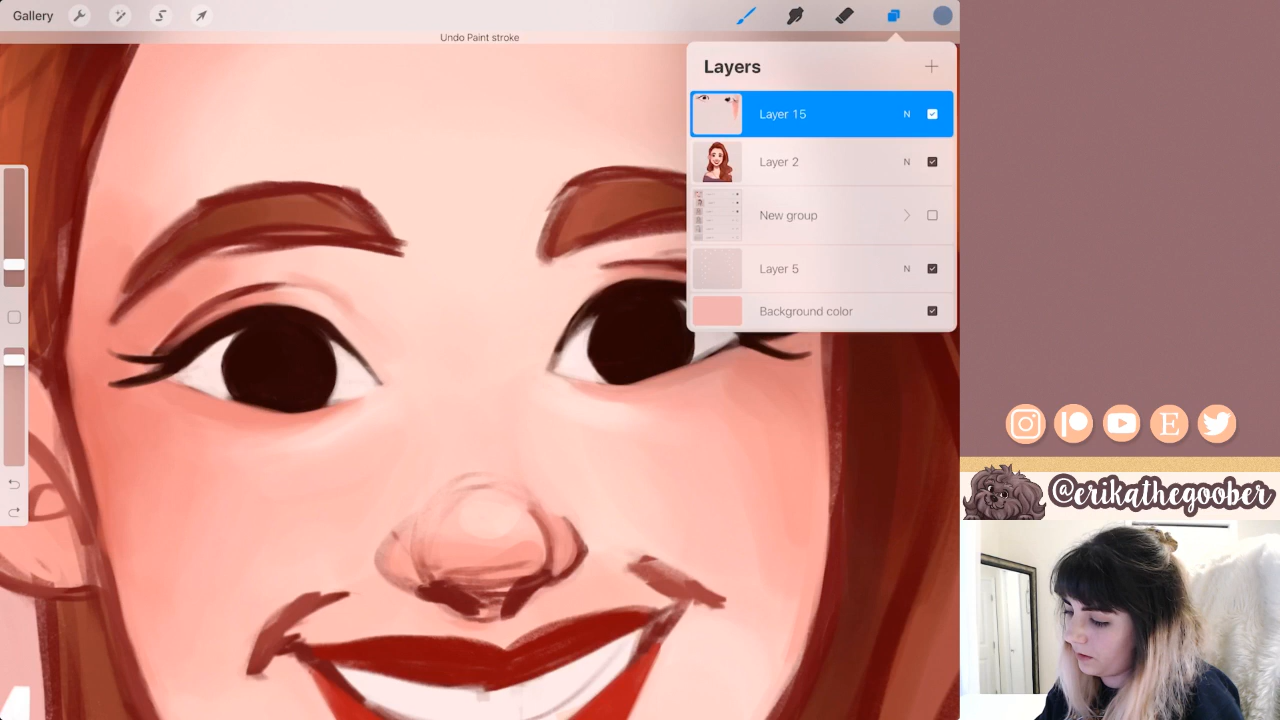 Gallery
Undo Paint stroke
Layers
Layer 15 N
Layer 2 N
New group
Layer 5 N
Background color
E
@erikathegoober